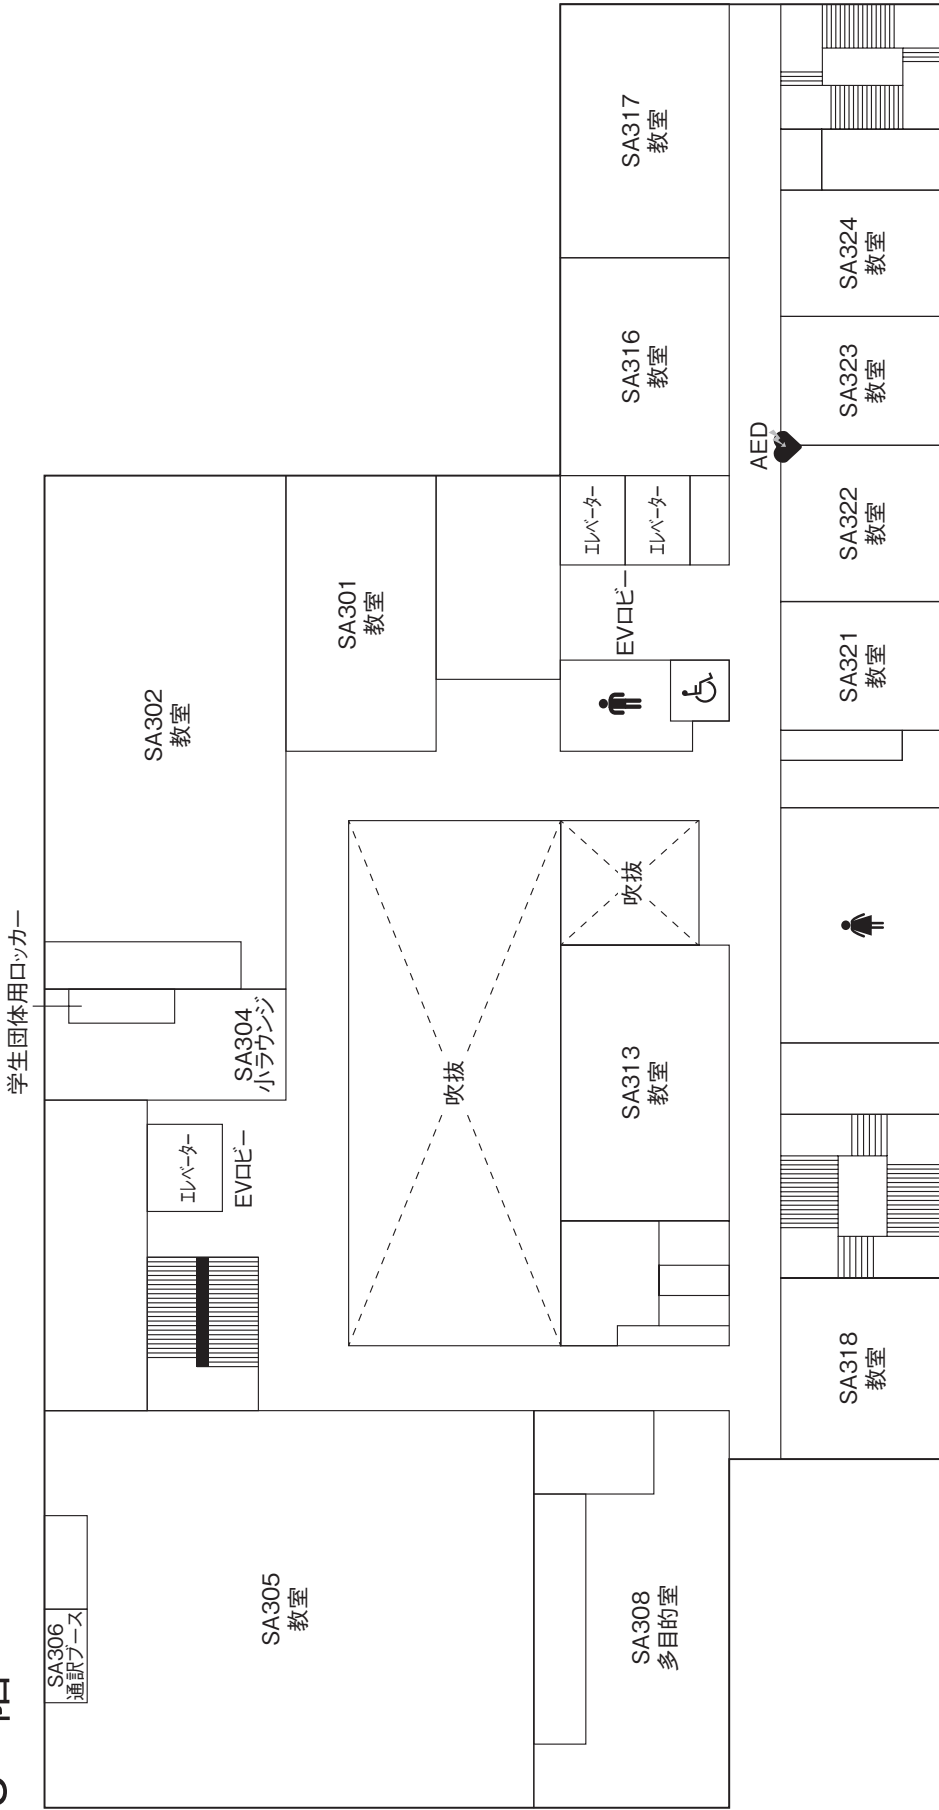 学生団体用ロッカー
SA306
通訳ブース
SA305
教室
SA308
多目的室
エレベーター
EVロビー
SA304
小ラウンジ
SA302
教室
SA301
教室
吹抜
吹抜
SA313
教室
EVロビー
エレベーター
エレベーター
SA316
教室
SA317
教室
AED
SA318
教室
SA321
教室
SA322
教室
SA323
教室
SA324
教室